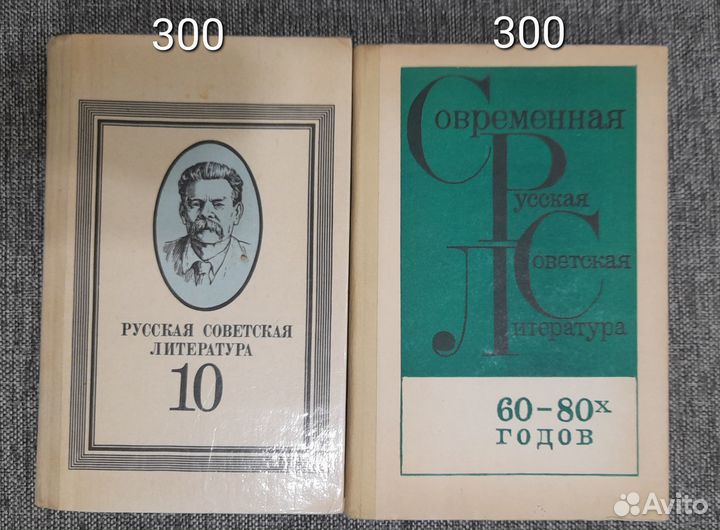 300
300
РУССКАЯ СОВЕТСКАЯ
ЛИТЕРАТУРА
10
Современная
Русская
Советская
Литература
60-80х
ГОДОВ
Avito